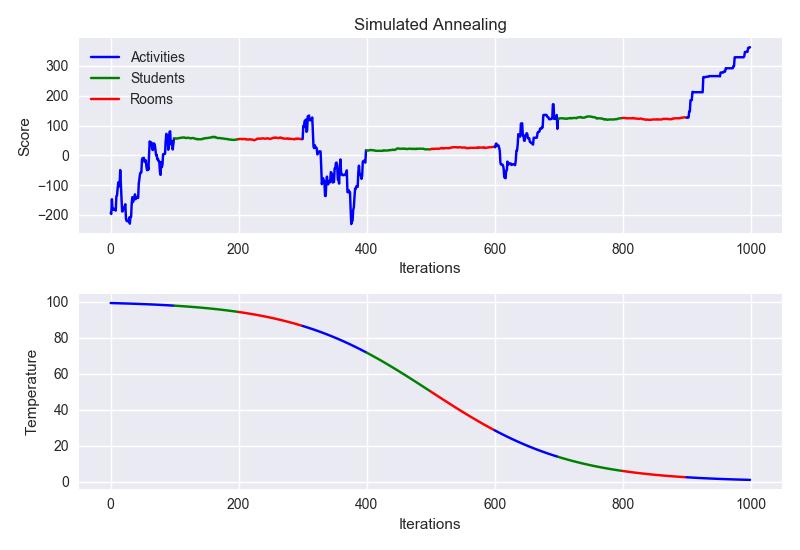 Simulated Annealing
Activities
Students
Rooms
Score
300
200
100
0
−100
−200
0 200 400 600 800 1000
Iterations
Temperature
100
80
60
40
20
0
0 200 400 600 800 1000
Iterations